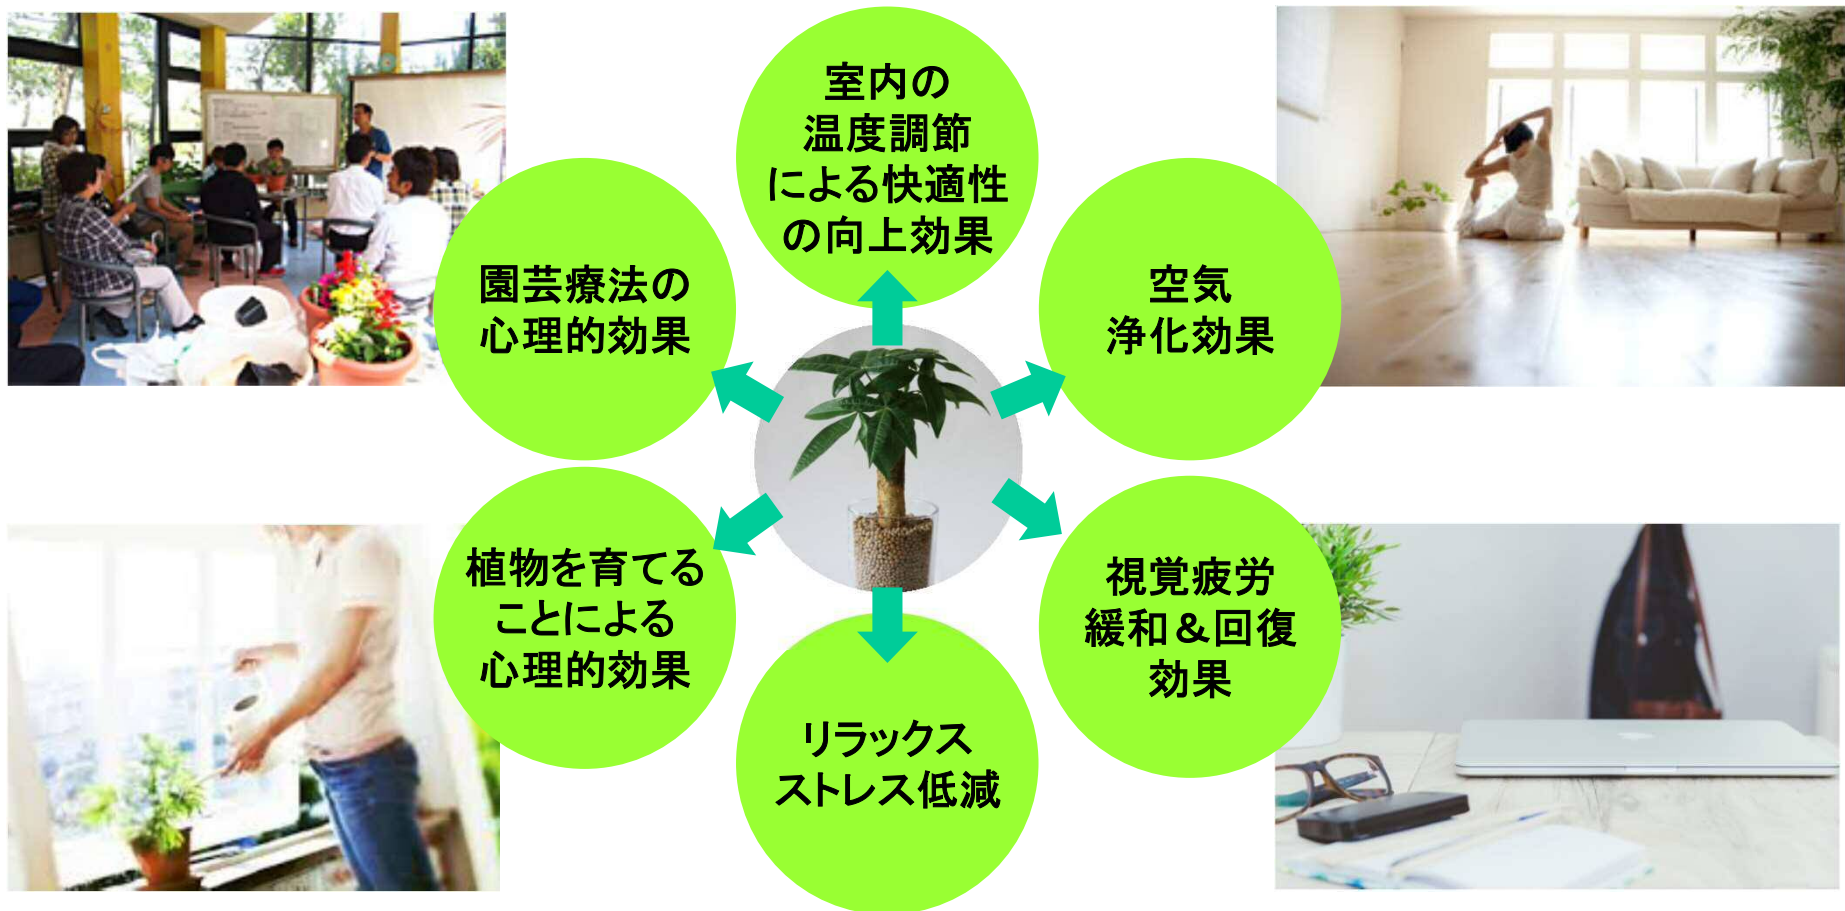 室内の
温度調節
による快適性
の向上効果
園芸療法の
心理的効果
空気
浄化効果
植物を育てる
ことによる
心理的効果
視覚疲労
緩和＆回復
効果
リラックス
ストレス低減